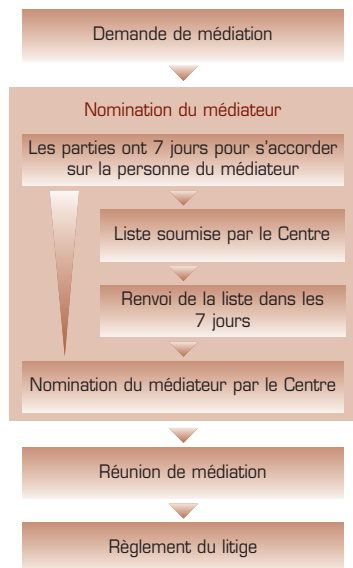 Demande de médiation
Nomination du médiateur
Les parties ont 7 jours pour s'accorder
sur la personne du médiateur
Liste soumise par le Centre
Renvoi de la liste dans les
7 jours
Nomination du médiateur par le Centre
Réunion de médiation
Règlement du litige